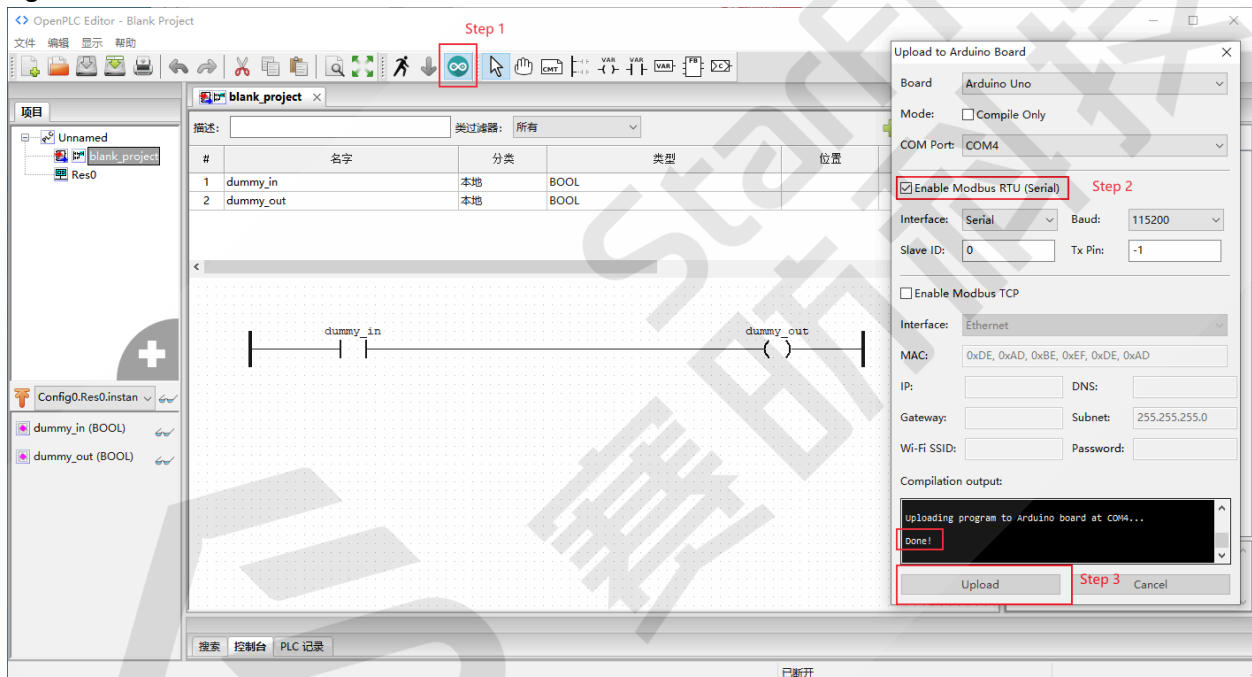 OpenPLC Editor - Blank Project
Step 1
文件 编辑 显示 帮助
项目
Unnamed
blank_project
Res0
Config0.Res0.instan
dummy_in (BOOL)
dummy_out (BOOL)
blank_project
描述:
类过滤器: 所有
# 名字 分类 类型 位置
1 dummy_in 本地 BOOL
2 dummy_out 本地 BOOL
dummy_in
dummy_out
搜索 控制台 PLC 记录
已断开
Upload to Arduino Board
Board Arduino Uno
Mode: Compile Only
COM Port: COM4
Enable Modbus RTU (Serial) Step 2
Interface: Serial Baud: 115200
Slave ID: 0 Tx Pin: -1
Enable Modbus TCP
Interface: Ethernet
MAC: 0xDE, 0xAD, 0xBE, 0xEF, 0xDE, 0xAD
IP: DNS:
Gateway: Subnet: 255.255.255.0
Wi-Fi SSID: Password:
Compilation output:
Uploading program to Arduino board at COM4...
Done!
Upload Step 3 Cancel